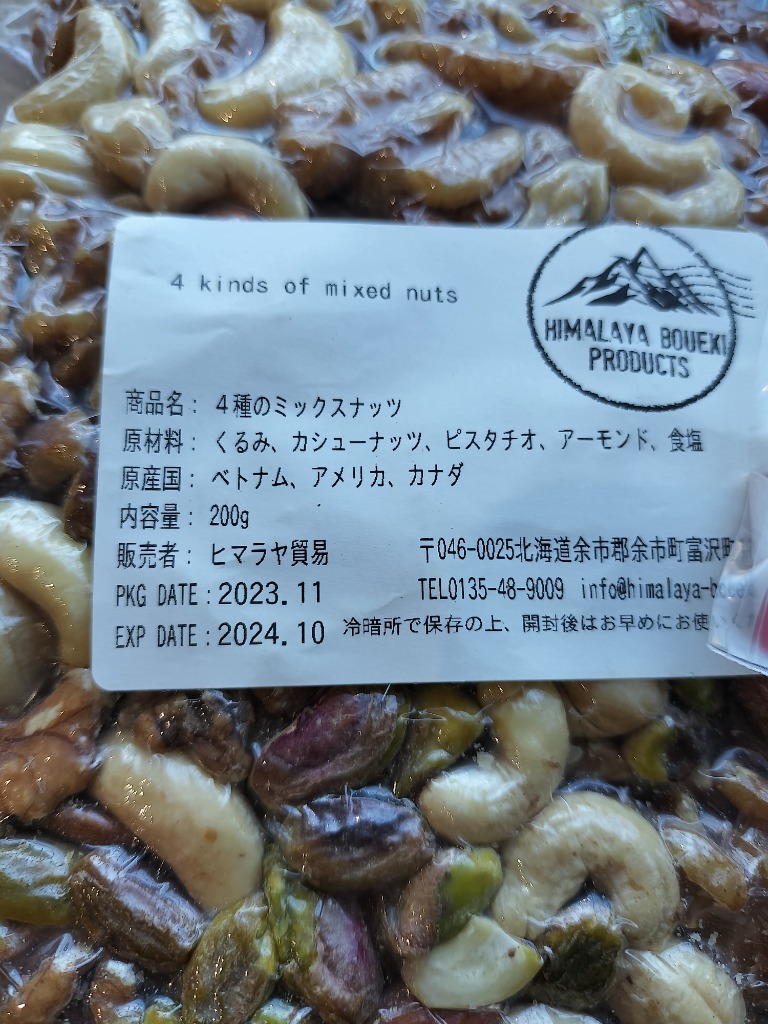 4 kinds of mixed nuts
HIMALAYA BOUEKI
PRODUCTS
商品名： 4種のミックスナッツ
原材料： くるみ、カシューナッツ、ピスタチオ、アーモンド、食塩
原産国： ベトナム、アメリカ、カナダ
内容量： 200g
販売者： ヒマラヤ貿易 〒046-0025北海道余市郡余市町富沢町
PKG DATE：2023.11 TEL0135-48-9009 info@himalaya-boue
EXP DATE：2024.10 冷暗所で保存の上、開封後はお早めにお使いく